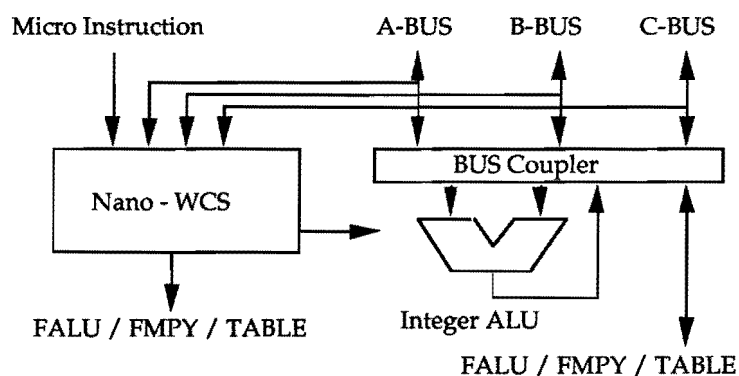 Micro Instruction
A-BUS
B-BUS
C-BUS
BUS Coupler
Nano - WCS
FALU / FMPY / TABLE
Integer ALU
FALU / FMPY / TABLE